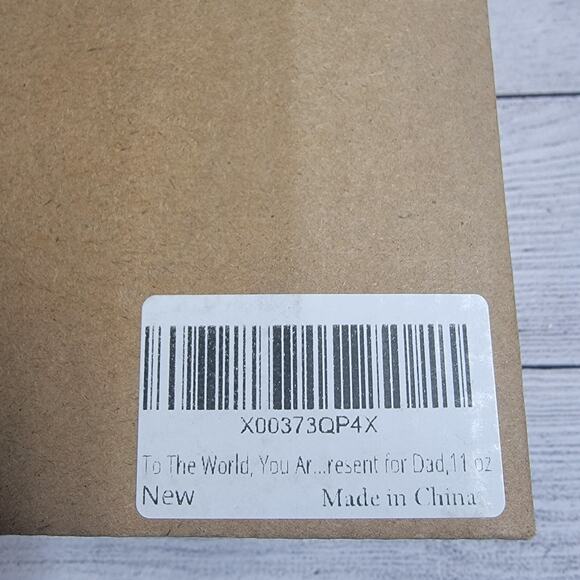 X00373QP4X
To The World, You Ar...resent for Dad,11 oz
New
Made in China